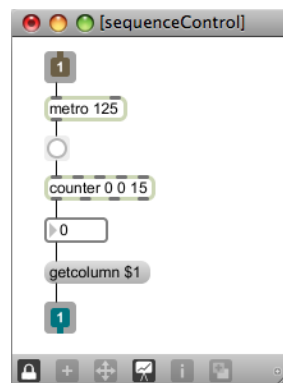 [sequenceControl]
1
metro 125
counter 0 0 15
0
getcolumn $1
1
i